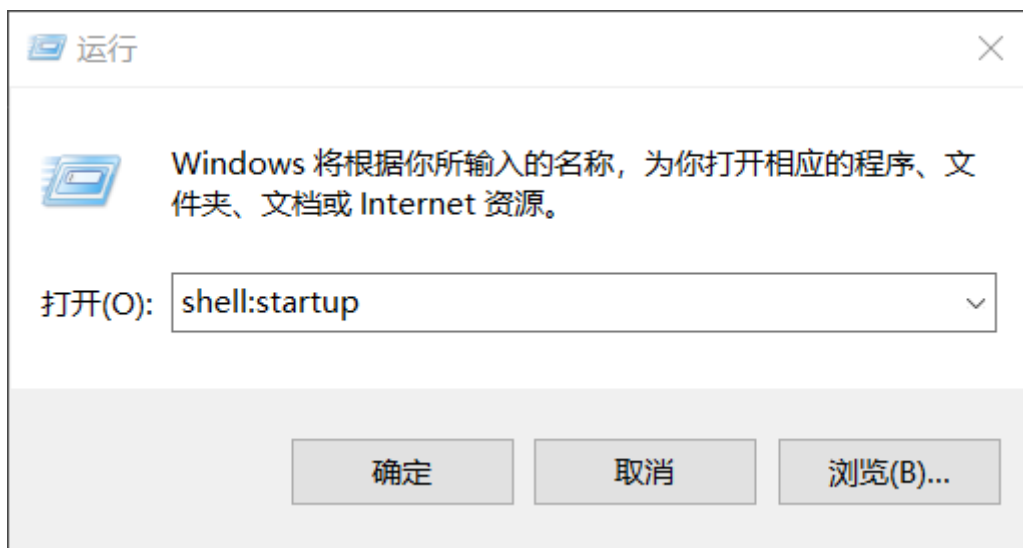 运行
Windows 将根据你所输入的名称，为你打开相应的程序、文
件夹、文档或 Internet 资源。
打开(O): shell:startup
确定 取消 浏览(B)...